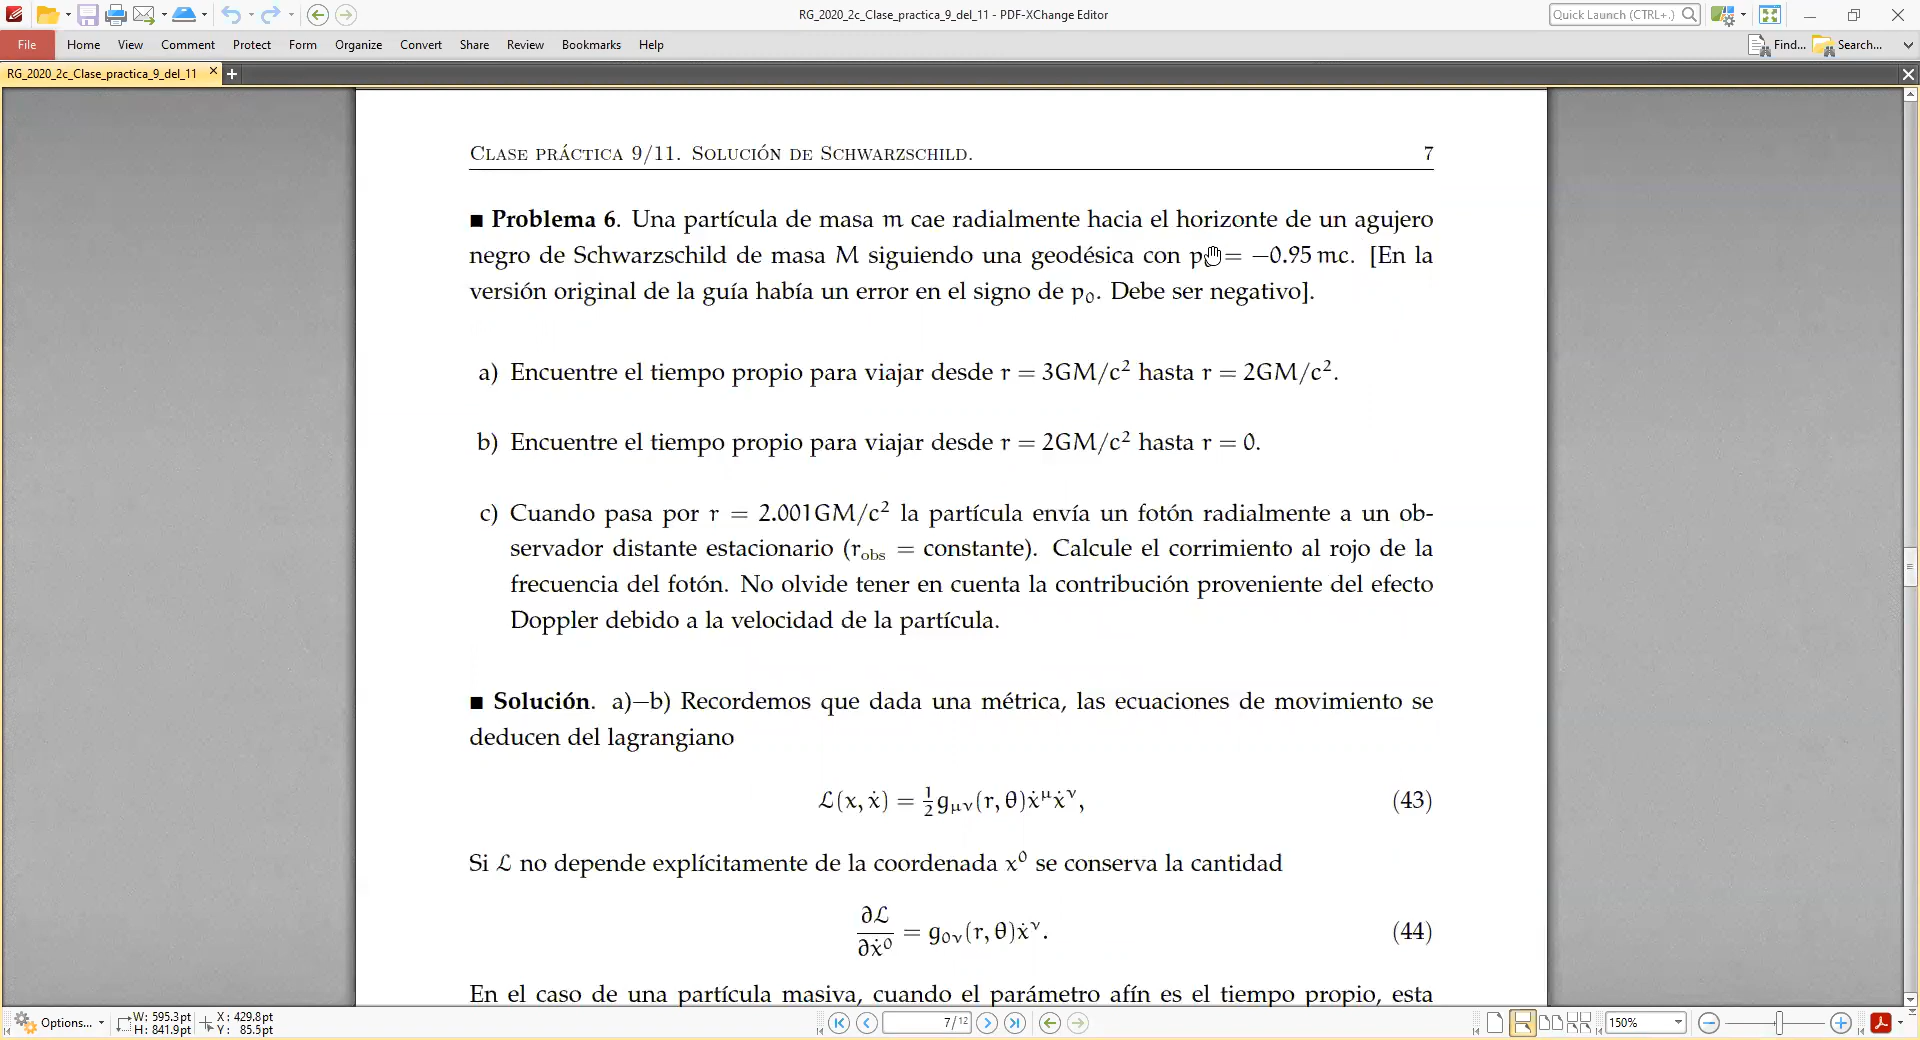 RG_2020_2c_Clase_practica_9_del_11 - PDF-XChange Editor
Quick Launch (CTRL+.)
File Home View Comment Protect Form Organize Convert Share Review Bookmarks Help
Find... Search...
RG_2020_2c_Clase_practica_9_del_11
Clase práctica 9/11. Solución de Schwarzschild. 7
■ Problema 6. Una partícula de masa m cae radialmente hacia el horizonte de un agujero
negro de Schwarzschild de masa M siguiendo una geodésica con p = −0.95 mc. [En la
versión original de la guía había un error en el signo de p₀. Debe ser negativo].
a) Encuentre el tiempo propio para viajar desde r = 3GM/c² hasta r = 2GM/c².
b) Encuentre el tiempo propio para viajar desde r = 2GM/c² hasta r = 0.
c) Cuando pasa por r = 2.001GM/c² la partícula envía un fotón radialmente a un ob-
servador distante estacionario (r_obs = constante). Calcule el corrimiento al rojo de la
frecuencia del fotón. No olvide tener en cuenta la contribución proveniente del efecto
Doppler debido a la velocidad de la partícula.
■ Solución. a)−b) Recordemos que dada una métrica, las ecuaciones de movimiento se
deducen del lagrangiano
ℒ(x, ẋ) = ½g_μν(r, θ)ẋ^μẋ^ν, (43)
Si ℒ no depende explícitamente de la coordenada x⁰ se conserva la cantidad
∂ℒ/∂ẋ⁰ = g_0ν(r, θ)ẋ^ν. (44)
En el caso de una partícula masiva, cuando el parámetro afín es el tiempo propio, esta
Options... W: 595.3pt X: 429.8pt
H: 841.9pt Y: 85.5pt
7/12
150%